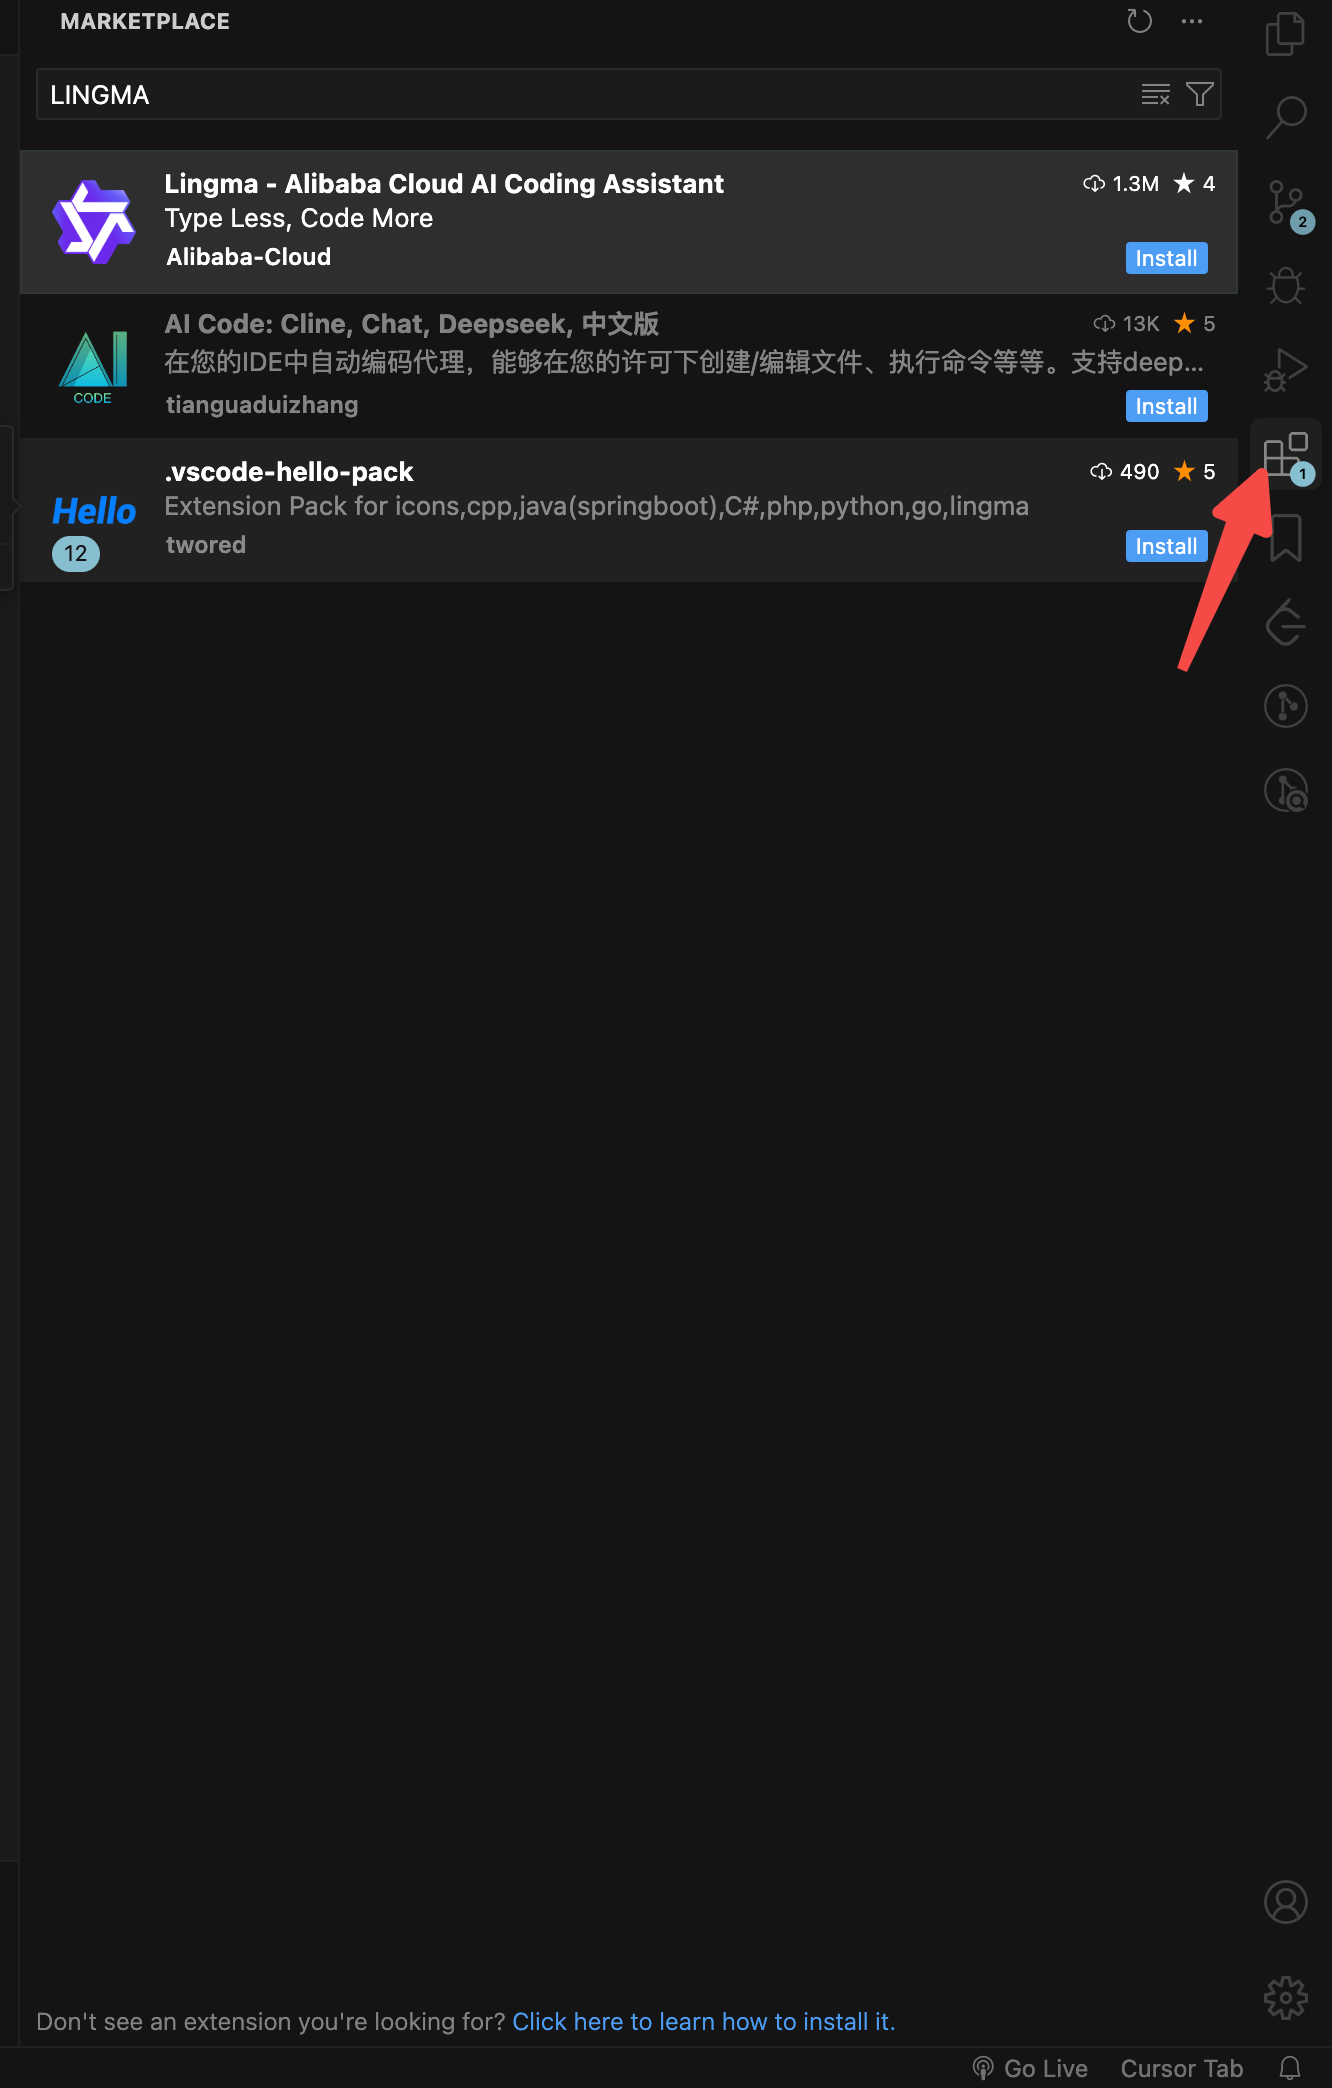 MARKETPLACE
LINGMA
Lingma - Alibaba Cloud AI Coding Assistant
1.3M 4
Type Less, Code More
Alibaba-Cloud
Install
AI Code: Cline, Chat, Deepseek, 中文版
13K 5
在您的IDE中自动编码代理，能够在您的许可下创建/编辑文件、执行命令等等。支持deep...
CODE
tianguaduizhang
Install
.vscode-hello-pack
490 5
Hello
Extension Pack for icons,cpp,java(springboot),C#,php,python,go,lingma
12
twored
Install
2
1
Don't see an extension you're looking for? Click here to learn how to install it.
Go Live Cursor Tab